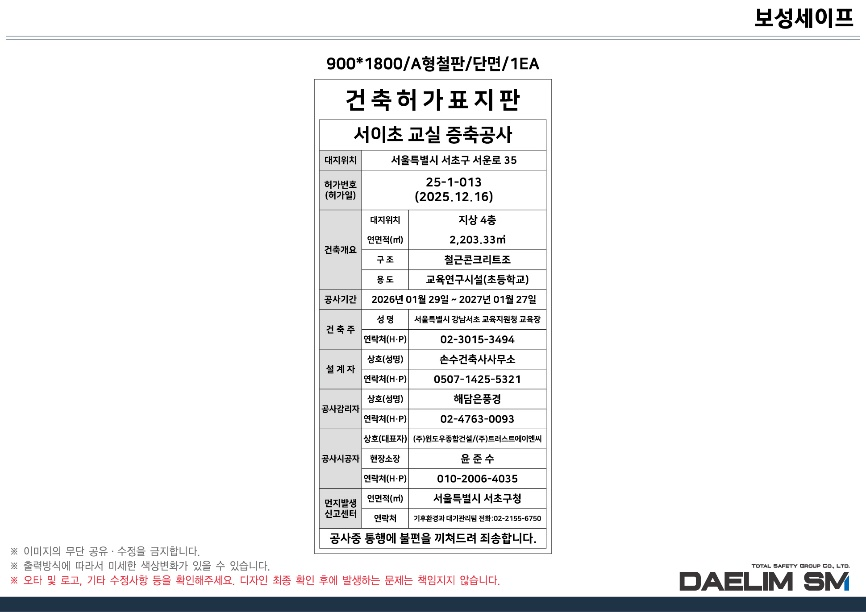 보성세이프
900*1800/A형철판/단면/1EA
건축허가표지판
서이초 교실 증축공사
대지위치 서울특별시 서초구 서운로 35
허가번호 (허가일) 25-1-013 (2025.12.16)
건축개요 대지위치 지상 4층
연면적(㎡) 2,203.33㎡
구 조 철근콘크리트조
용 도 교육연구시설(초등학교)
공사기간 2026년 01월 29일 ~ 2027년 01월 27일
건 축 주 성 명 서울특별시 강남서초 교육지원청 교육장
연락처(H·P) 02-3015-3494
설 계 자 상호(성명) 손수건축사사무소
연락처(H·P) 0507-1425-5321
공사감리자 상호(성명) 해담은풍경
연락처(H·P) 02-4763-0093
공사시공자 상호(대표자) (주)윈도우종합건설/(주)트러스트에이앤씨
현장소장 윤 준 수
연락처(H·P) 010-2006-4035
먼지발생 신고센터 연면적(㎡) 서울특별시 서초구청
연락처 기후환경과 대기관리팀 전화:02-2155-6750
공사중 통행에 불편을 끼쳐드려 죄송합니다.
※ 이미지의 무단 공유 · 수정을 금지합니다.
※ 출력방식에 따라서 미세한 색상변화가 있을 수 있습니다.
※ 오타 및 로고, 기타 수정사항 등을 확인해주세요. 디자인 최종 확인 후에 발생하는 문제는 책임지지 않습니다.
TOTAL SAFETY GROUP CO., LTD.
DAELIM SM